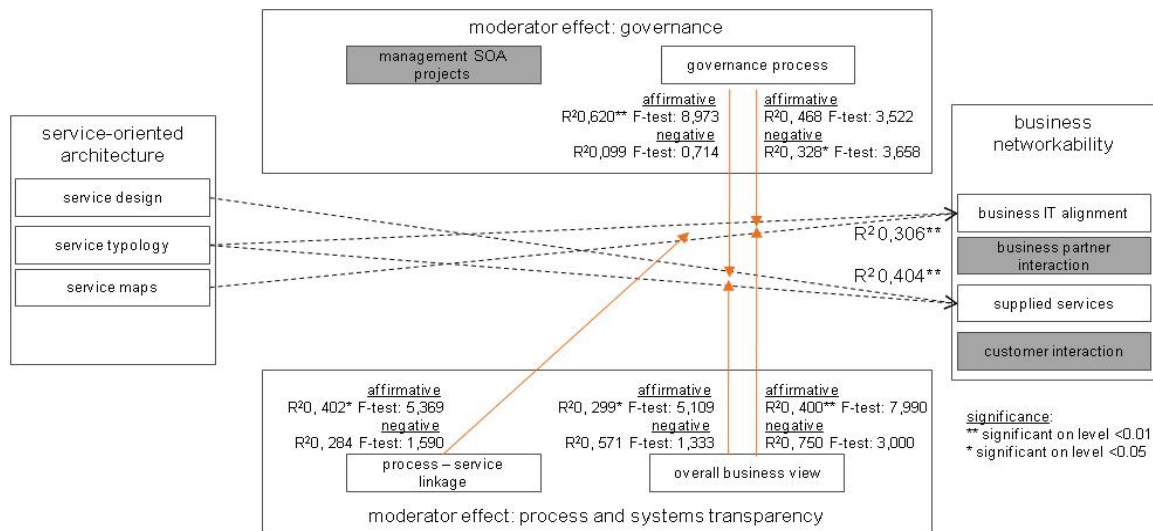 moderator effect: governance
management SOA
projects
governance process
affirmative
R²0,620** F-test: 8,973
negative
R²0,099 F-test: 0,714
affirmative
R²0, 468 F-test: 3,522
negative
R²0, 328* F-test: 3,658
service-oriented
architecture
service design
service typology
service maps
business
networkability
business IT alignment
R²0,306**
business partner
interaction
R²0,404**
supplied services
customer interaction
affirmative
R²0, 402* F-test: 5,369
negative
R²0, 284 F-test: 1,590
affirmative
R²0, 299* F-test: 5,109
negative
R²0, 571 F-test: 1,333
affirmative
R²0, 400** F-test: 7,990
negative
R²0, 750 F-test: 3,000
process – service
linkage
overall business view
moderator effect: process and systems transparency
significance:
** significant on level <0.01
* significant on level <0.05